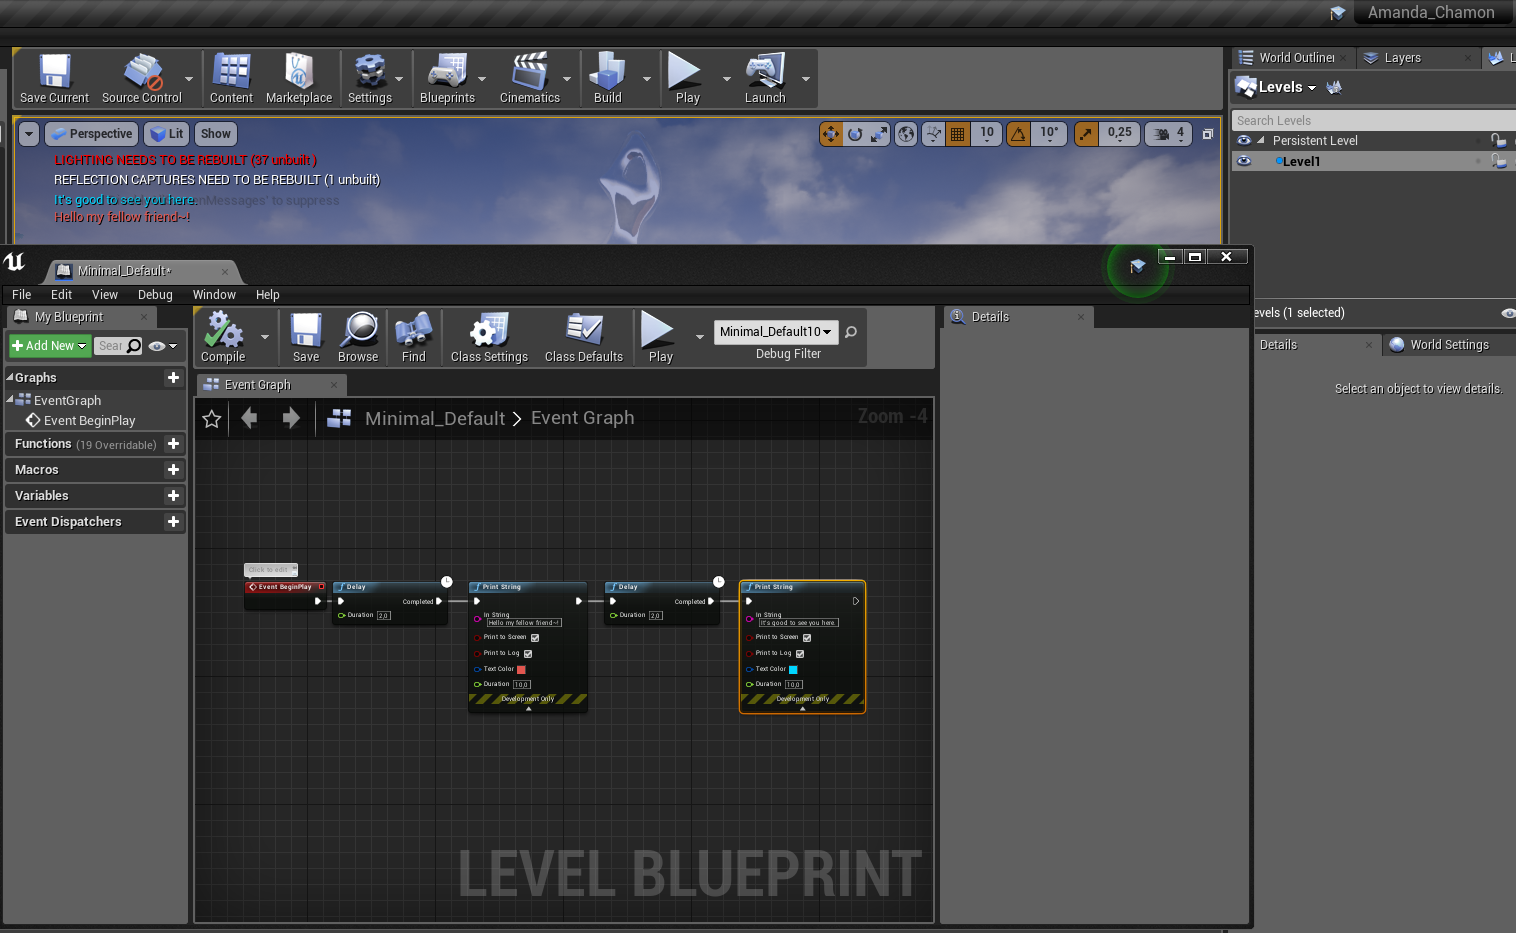 Amanda_Chamon
Save Current
Source Control
Content
Marketplace
Settings
Blueprints
Cinematics
Build
Play
Launch
World Outliner
Layers
L
Levels
Search Levels
Persistent Level
Level1
Perspective
Lit
Show
10
10°
0,25
4
LIGHTING NEEDS TO BE REBUILT (37 unbuilt)
REFLECTION CAPTURES NEED TO BE REBUILT (1 unbuilt)
It's good to see you here.nMessages' to suppress
Hello my fellow friend~!
Minimal_Default*
File Edit View Debug Window Help
My Blueprint
Add New
Sear
Graphs
EventGraph
Event BeginPlay
Functions (19 Overridable)
Macros
Variables
Event Dispatchers
Compile
Save
Browse
Find
Class Settings
Class Defaults
Play
Minimal_Default10
Debug Filter
Details
Event Graph
Minimal_Default > Event Graph
Zoom -4
Click to edit
Event BeginPlay
Delay
Completed
Duration 2,0
Print String
In String
Hello my fellow friend~!
Print to Screen
Print to Log
Text Color
Duration 10,0
Development Only
Delay
Completed
Duration 2,0
Print String
In String
It's good to see you here.
Print to Screen
Print to Log
Text Color
Duration 10,0
Development Only
LEVEL BLUEPRINT
evels (1 selected)
Details
World Settings
Select an object to view details.